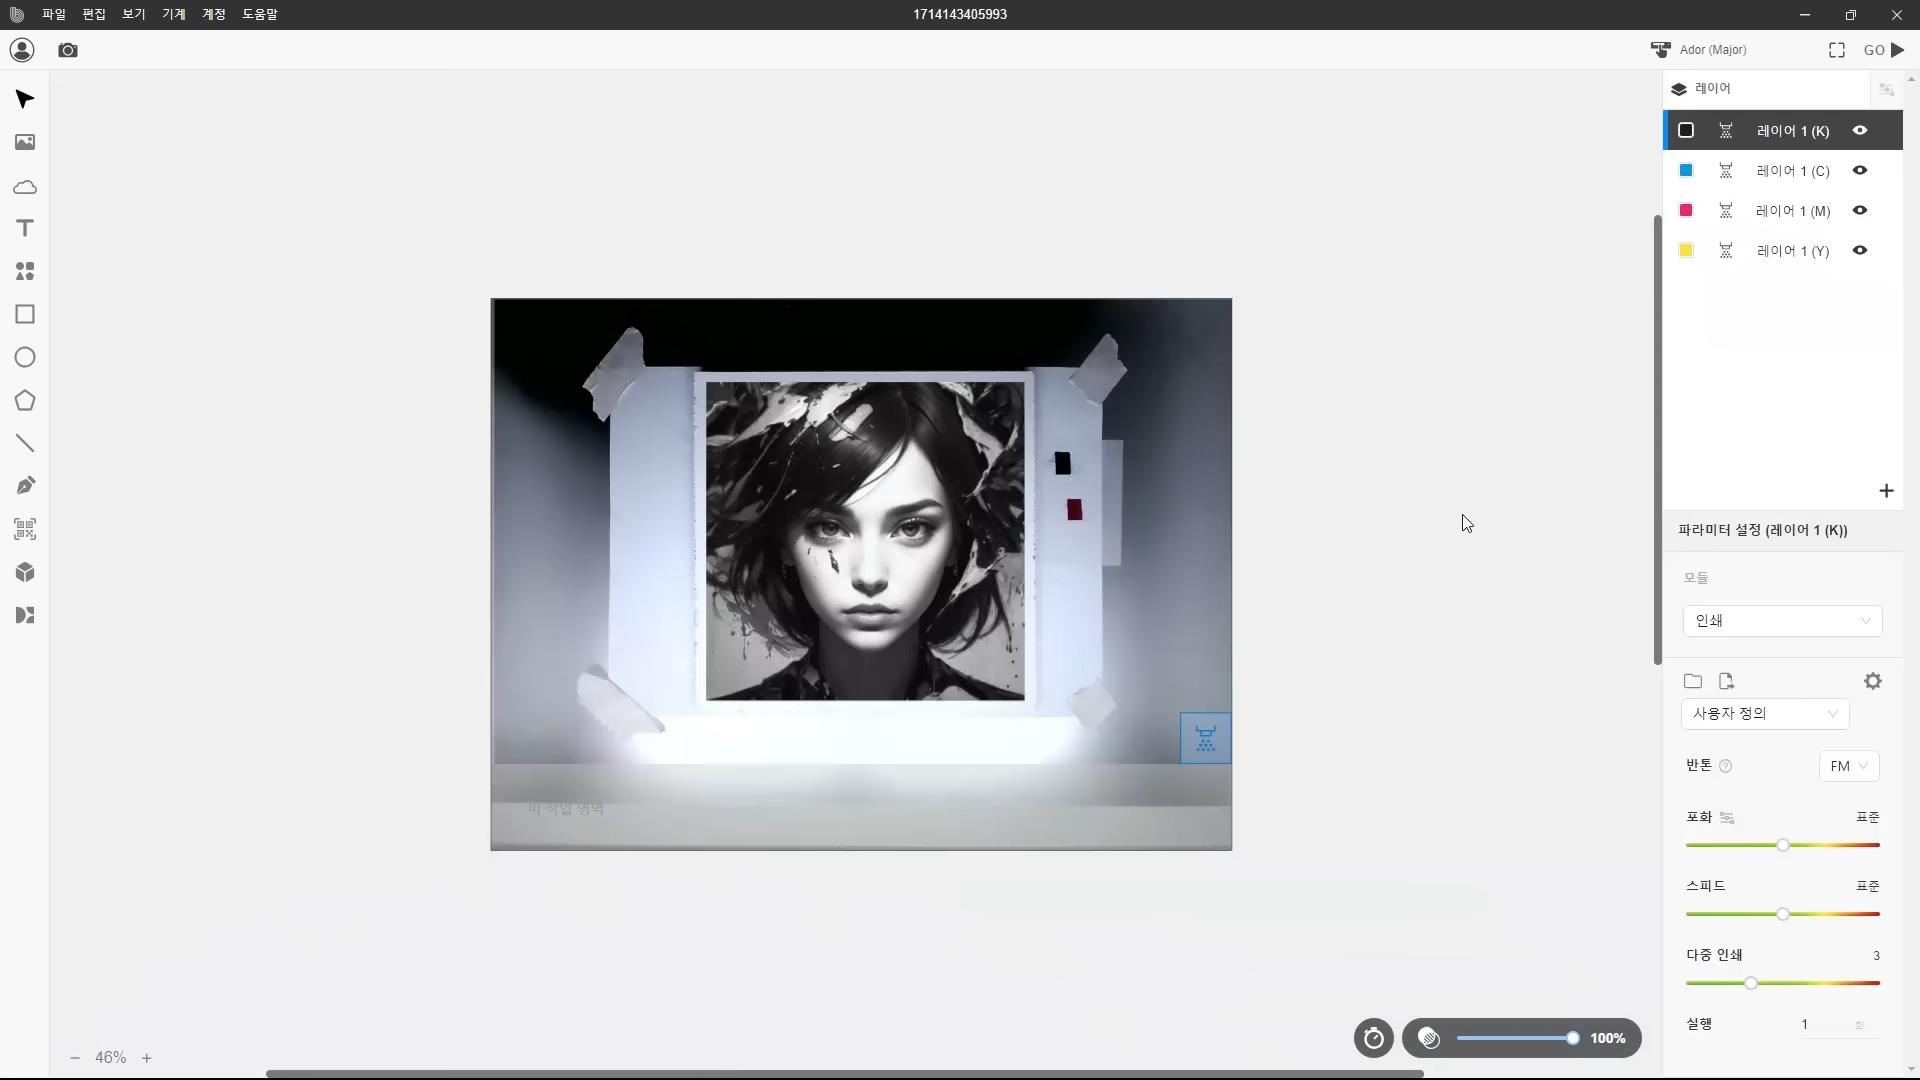 파일 편집 보기 기계 계정 도움말
1714143405993
Ador (Major)
GO
레이어
레이어 1 (K)
레이어 1 (C)
레이어 1 (M)
레이어 1 (Y)
파라미터 설정 (레이어 1 (K))
모듈
인쇄
사용자 정의
반톤
FM
포화 표준
스피드 표준
다중 인쇄 3
실행 1
작업 영역
46%
100%